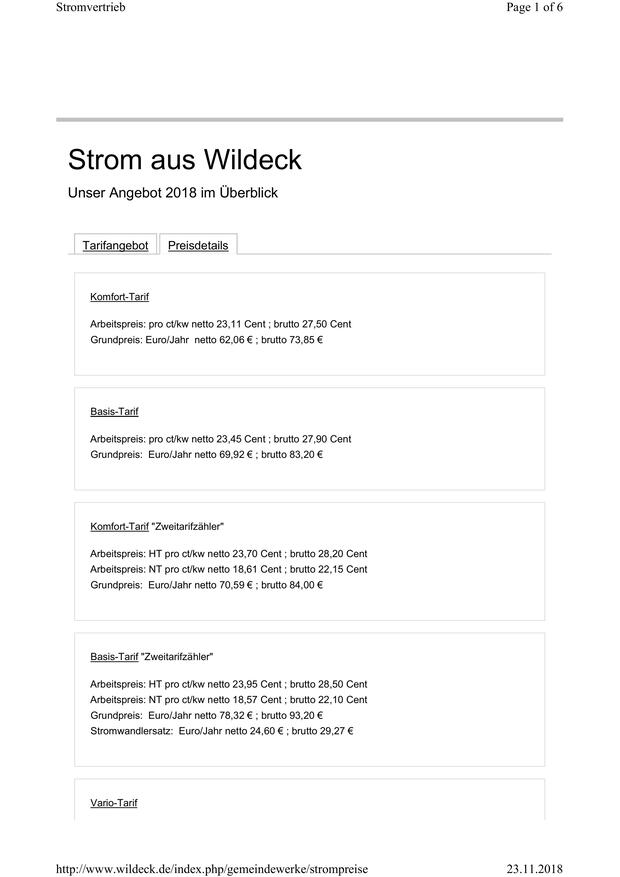 Stromvertrieb Page 1 of 6
Strom aus Wildeck
Unser Angebot 2018 im Überblick
Tarifangebot Preisdetails
Komfort-Tarif
Arbeitspreis: pro ct/kw netto 23,11 Cent ; brutto 27,50 Cent
Grundpreis: Euro/Jahr  netto 62,06 € ; brutto 73,85 €
Basis-Tarif
Arbeitspreis: pro ct/kw netto 23,45 Cent ; brutto 27,90 Cent
Grundpreis:  Euro/Jahr netto 69,92 € ; brutto 83,20 €
Komfort-Tarif "Zweitarifzähler"
Arbeitspreis: HT pro ct/kw netto 23,70 Cent ; brutto 28,20 Cent
Arbeitspreis: NT pro ct/kw netto 18,61 Cent ; brutto 22,15 Cent
Grundpreis:  Euro/Jahr netto 70,59 € ; brutto 84,00 €
Basis-Tarif "Zweitarifzähler"
Arbeitspreis: HT pro ct/kw netto 23,95 Cent ; brutto 28,50 Cent
Arbeitspreis: NT pro ct/kw netto 18,57 Cent ; brutto 22,10 Cent
Grundpreis:  Euro/Jahr netto 78,32 € ; brutto 93,20 €
Stromwandlersatz:  Euro/Jahr netto 24,60 € ; brutto 29,27 €
Vario-Tarif
http://www.wildeck.de/index.php/gemeindewerke/strompreise 23.11.2018